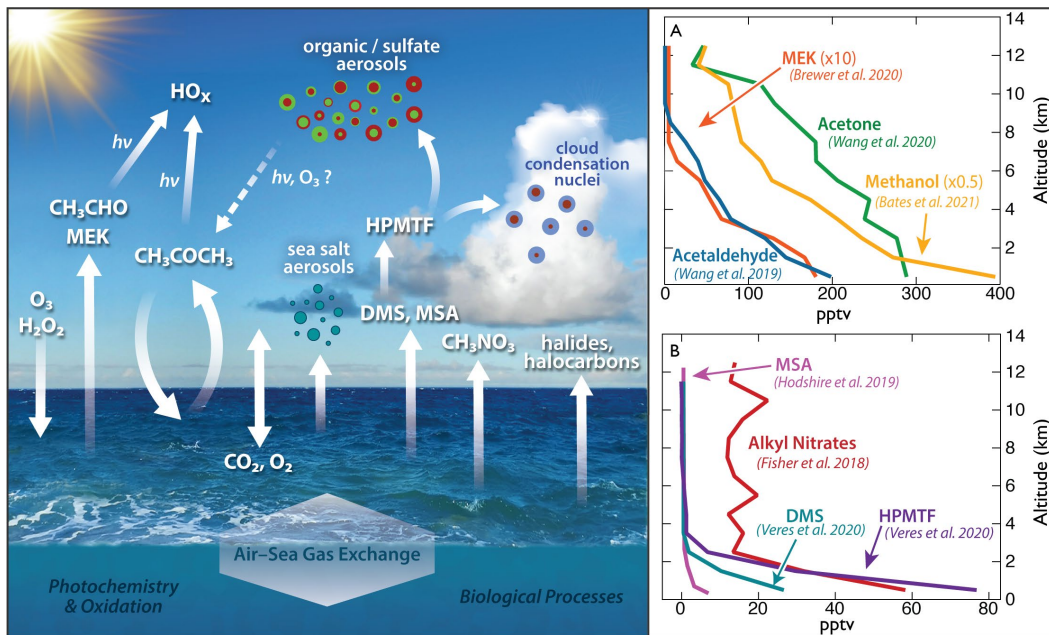 organic / sulfate
aerosols
HOₓ
hv
hv
hv, O₃ ?
cloud
condensation
nuclei
CH₃CHO
MEK
CH₃COCH₃
HPMTF
sea salt
aerosols
O₃
H₂O₂
DMS, MSA
CH₃NO₃
halides,
halocarbons
CO₂, O₂
Air–Sea Gas Exchange
Photochemistry
& Oxidation
Biological Processes
A
MEK (x10)
(Brewer et al. 2020)
Acetone
(Wang et al. 2020)
Methanol (x0.5)
(Bates et al. 2021)
Acetaldehyde
(Wang et al. 2019)
14
12
10
8
6
4
2
Altitude (km)
0 100 200 300 400
pptv
B
MSA
(Hodshire et al. 2019)
Alkyl Nitrates
(Fisher et al. 2018)
DMS
(Veres et al. 2020)
HPMTF
(Veres et al. 2020)
14
12
10
8
6
4
2
0
Altitude (km)
0 20 40 60 80
pptv